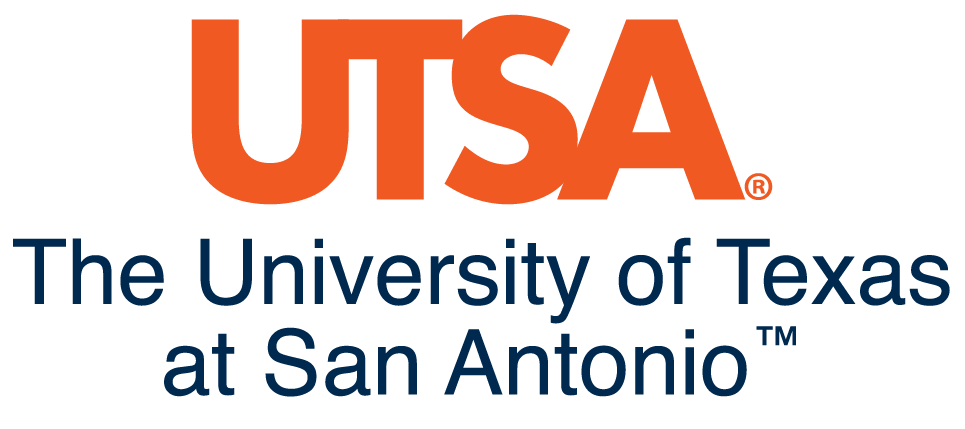 UTSA®
The University of Texas
at San Antonio™